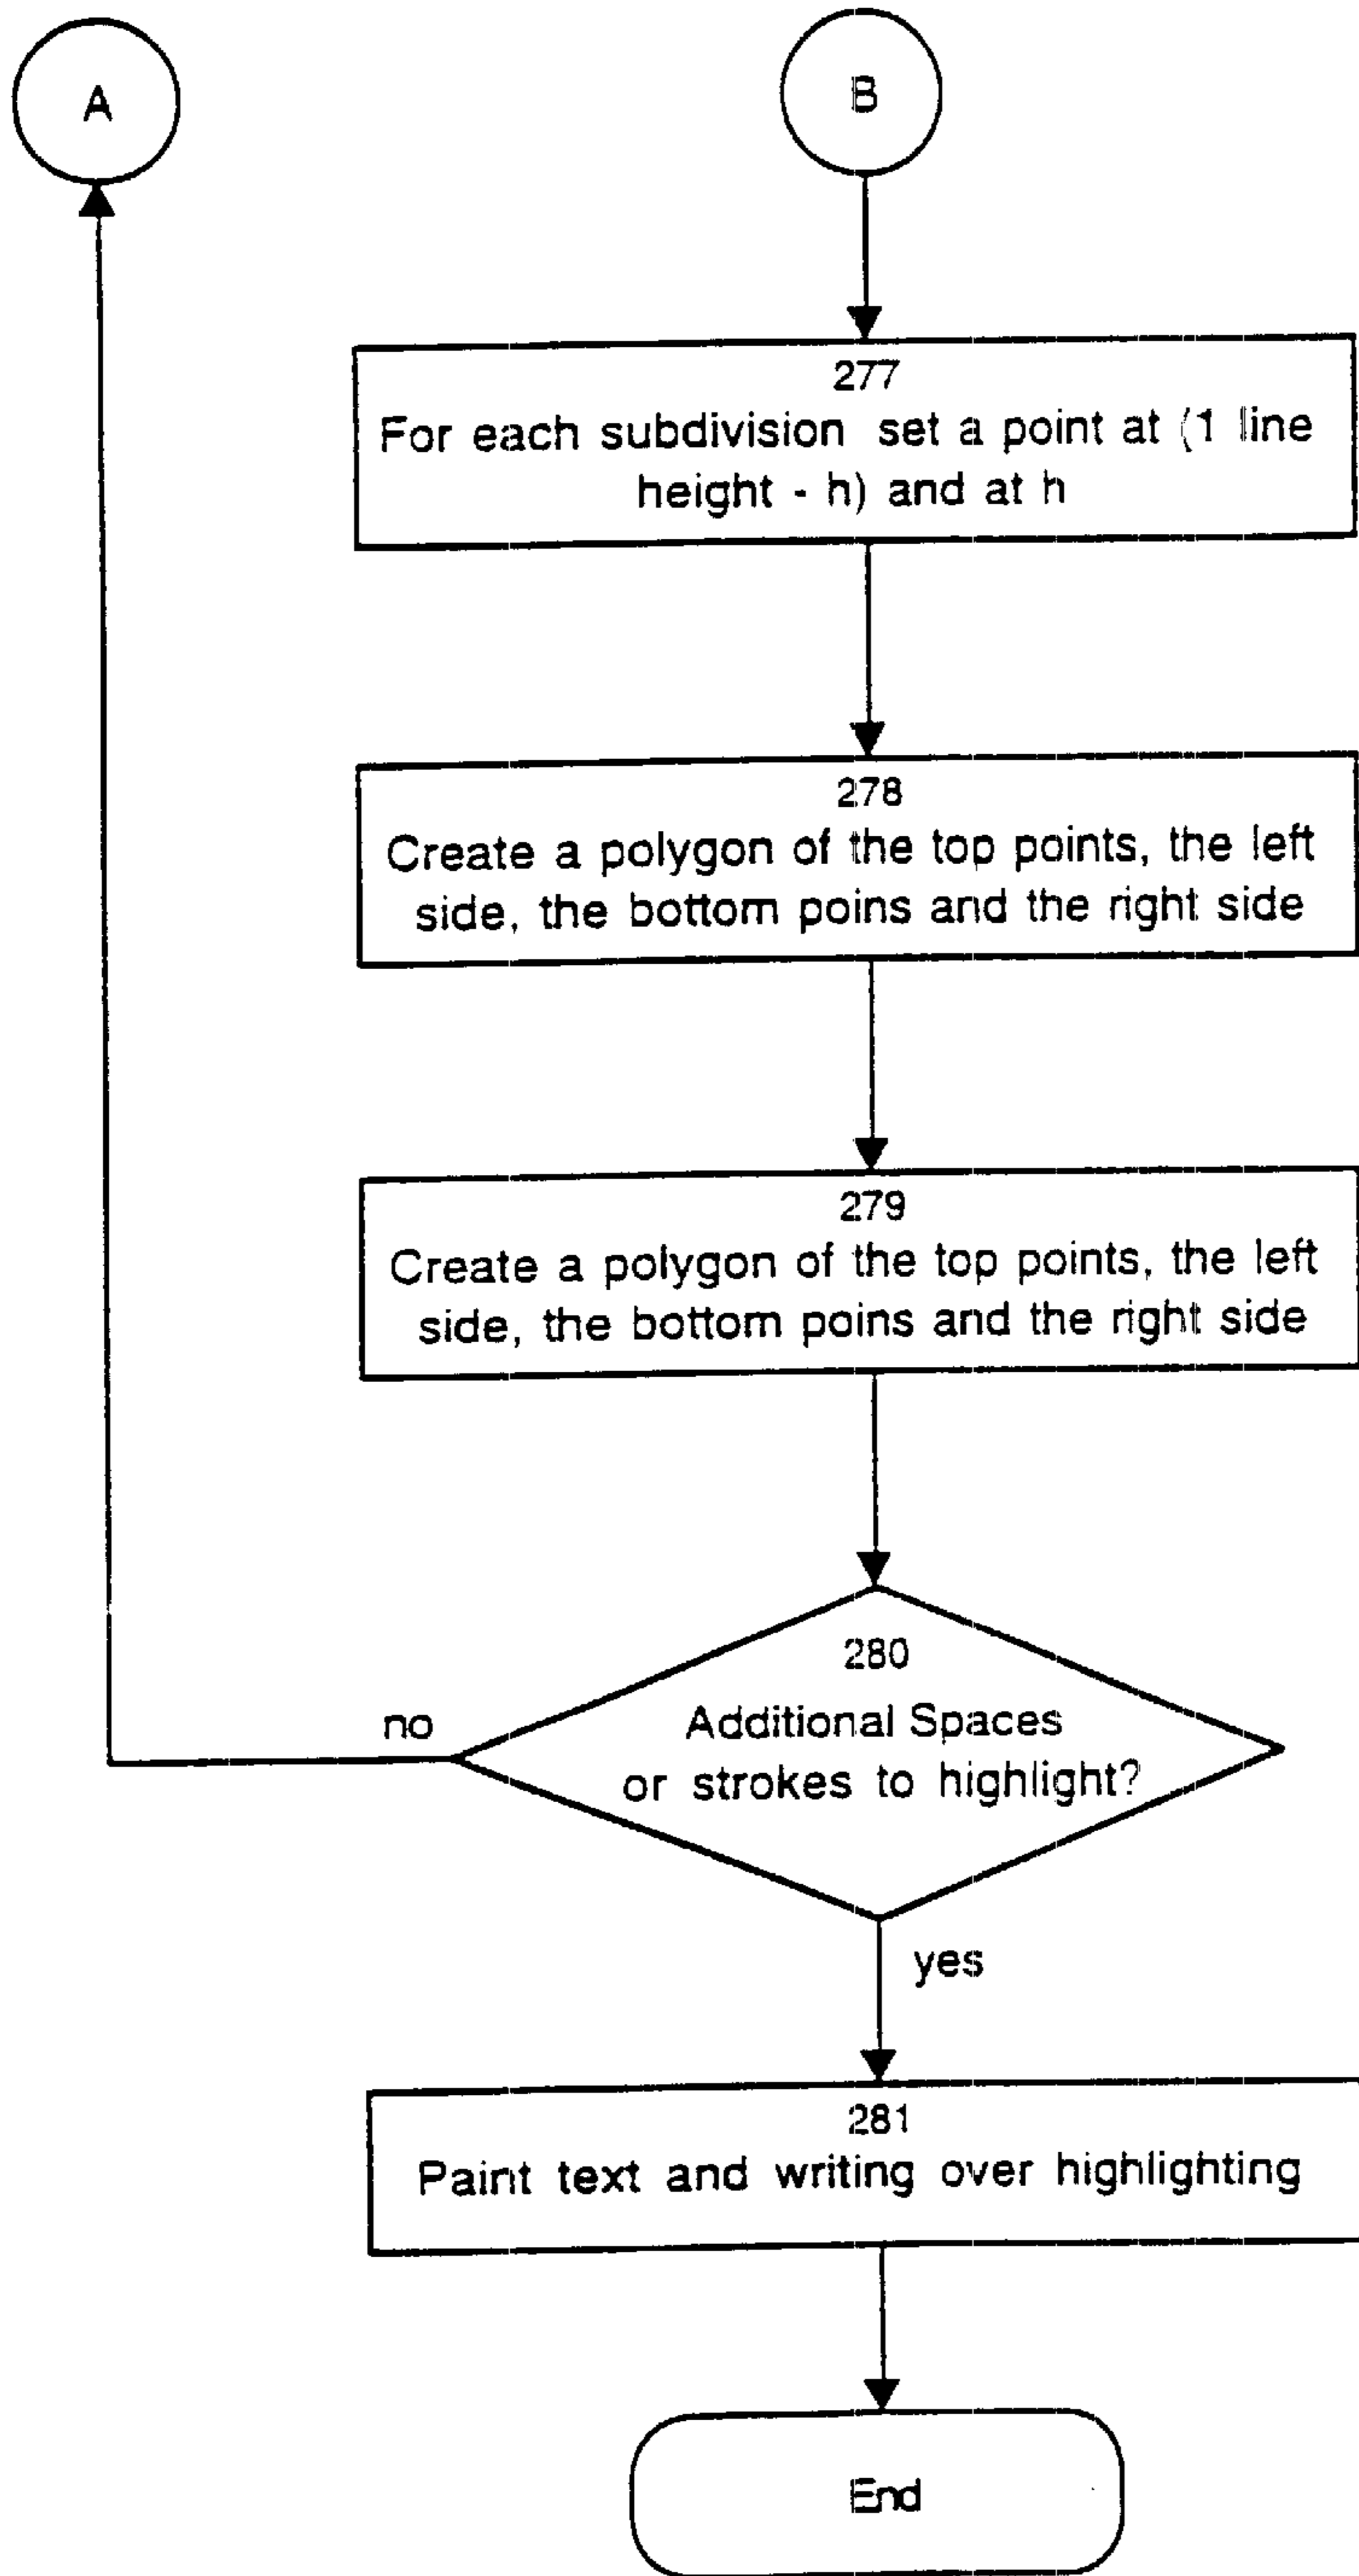 A
B
277
For each subdivision set a point at (1 line
height - h) and at h
278
Create a polygon of the top points, the left
side, the bottom poins and the right side
279
Create a polygon of the top points, the left
side, the bottom poins and the right side
280
no
Additional Spaces
or strokes to highlight?
yes
281
Paint text and writing over highlighting
End